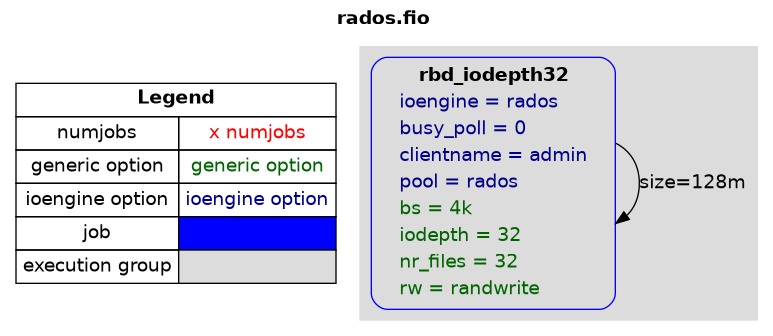 rados.fio
Legend
numjobs x numjobs
generic option generic option
ioengine option ioengine option
job
execution group
rbd_iodepth32
ioengine = rados
busy_poll = 0
clientname = admin
pool = rados
bs = 4k
iodepth = 32
nr_files = 32
rw = randwrite
size=128m